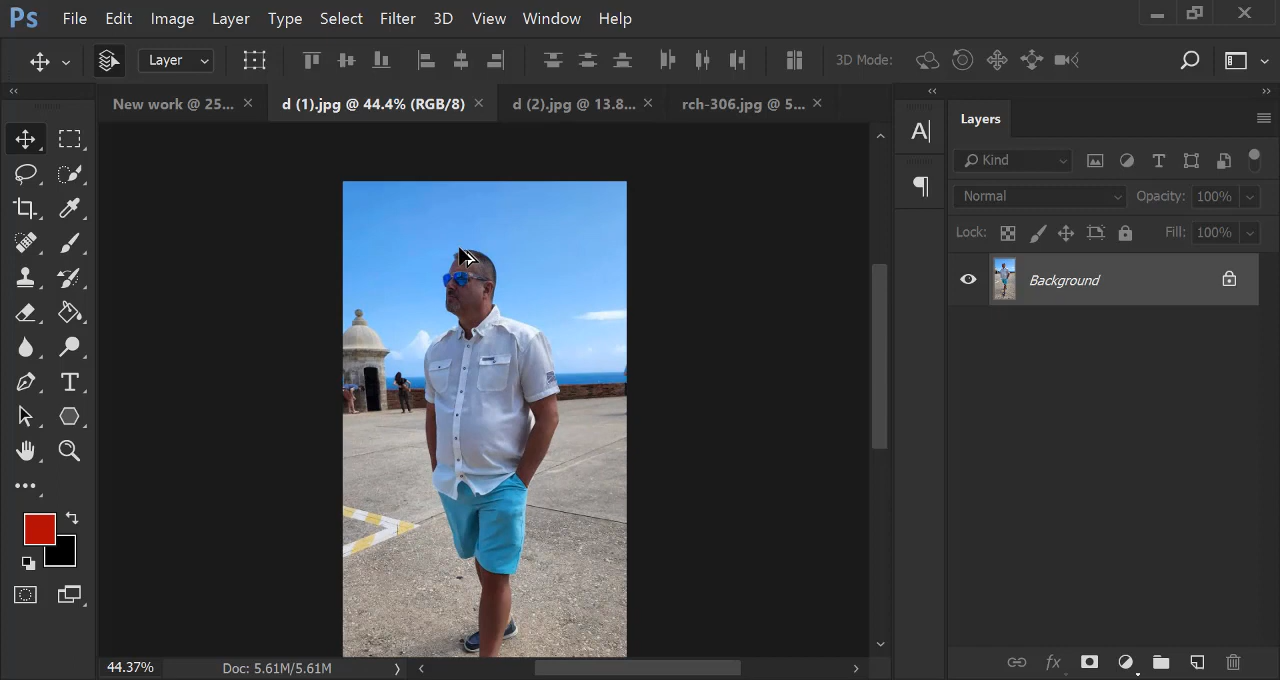 Ps File Edit Image Layer Type Select Filter 3D View Window Help
Layer 3D Mode:
New work @ 25... × d (1).jpg @ 44.4% (RGB/8) × d (2).jpg @ 13.8... × rch-306.jpg @ 5... ×
Layers
Kind
Normal Opacity: 100%
Lock: Fill: 100%
Background
44.37% Doc: 5.61M/5.61M